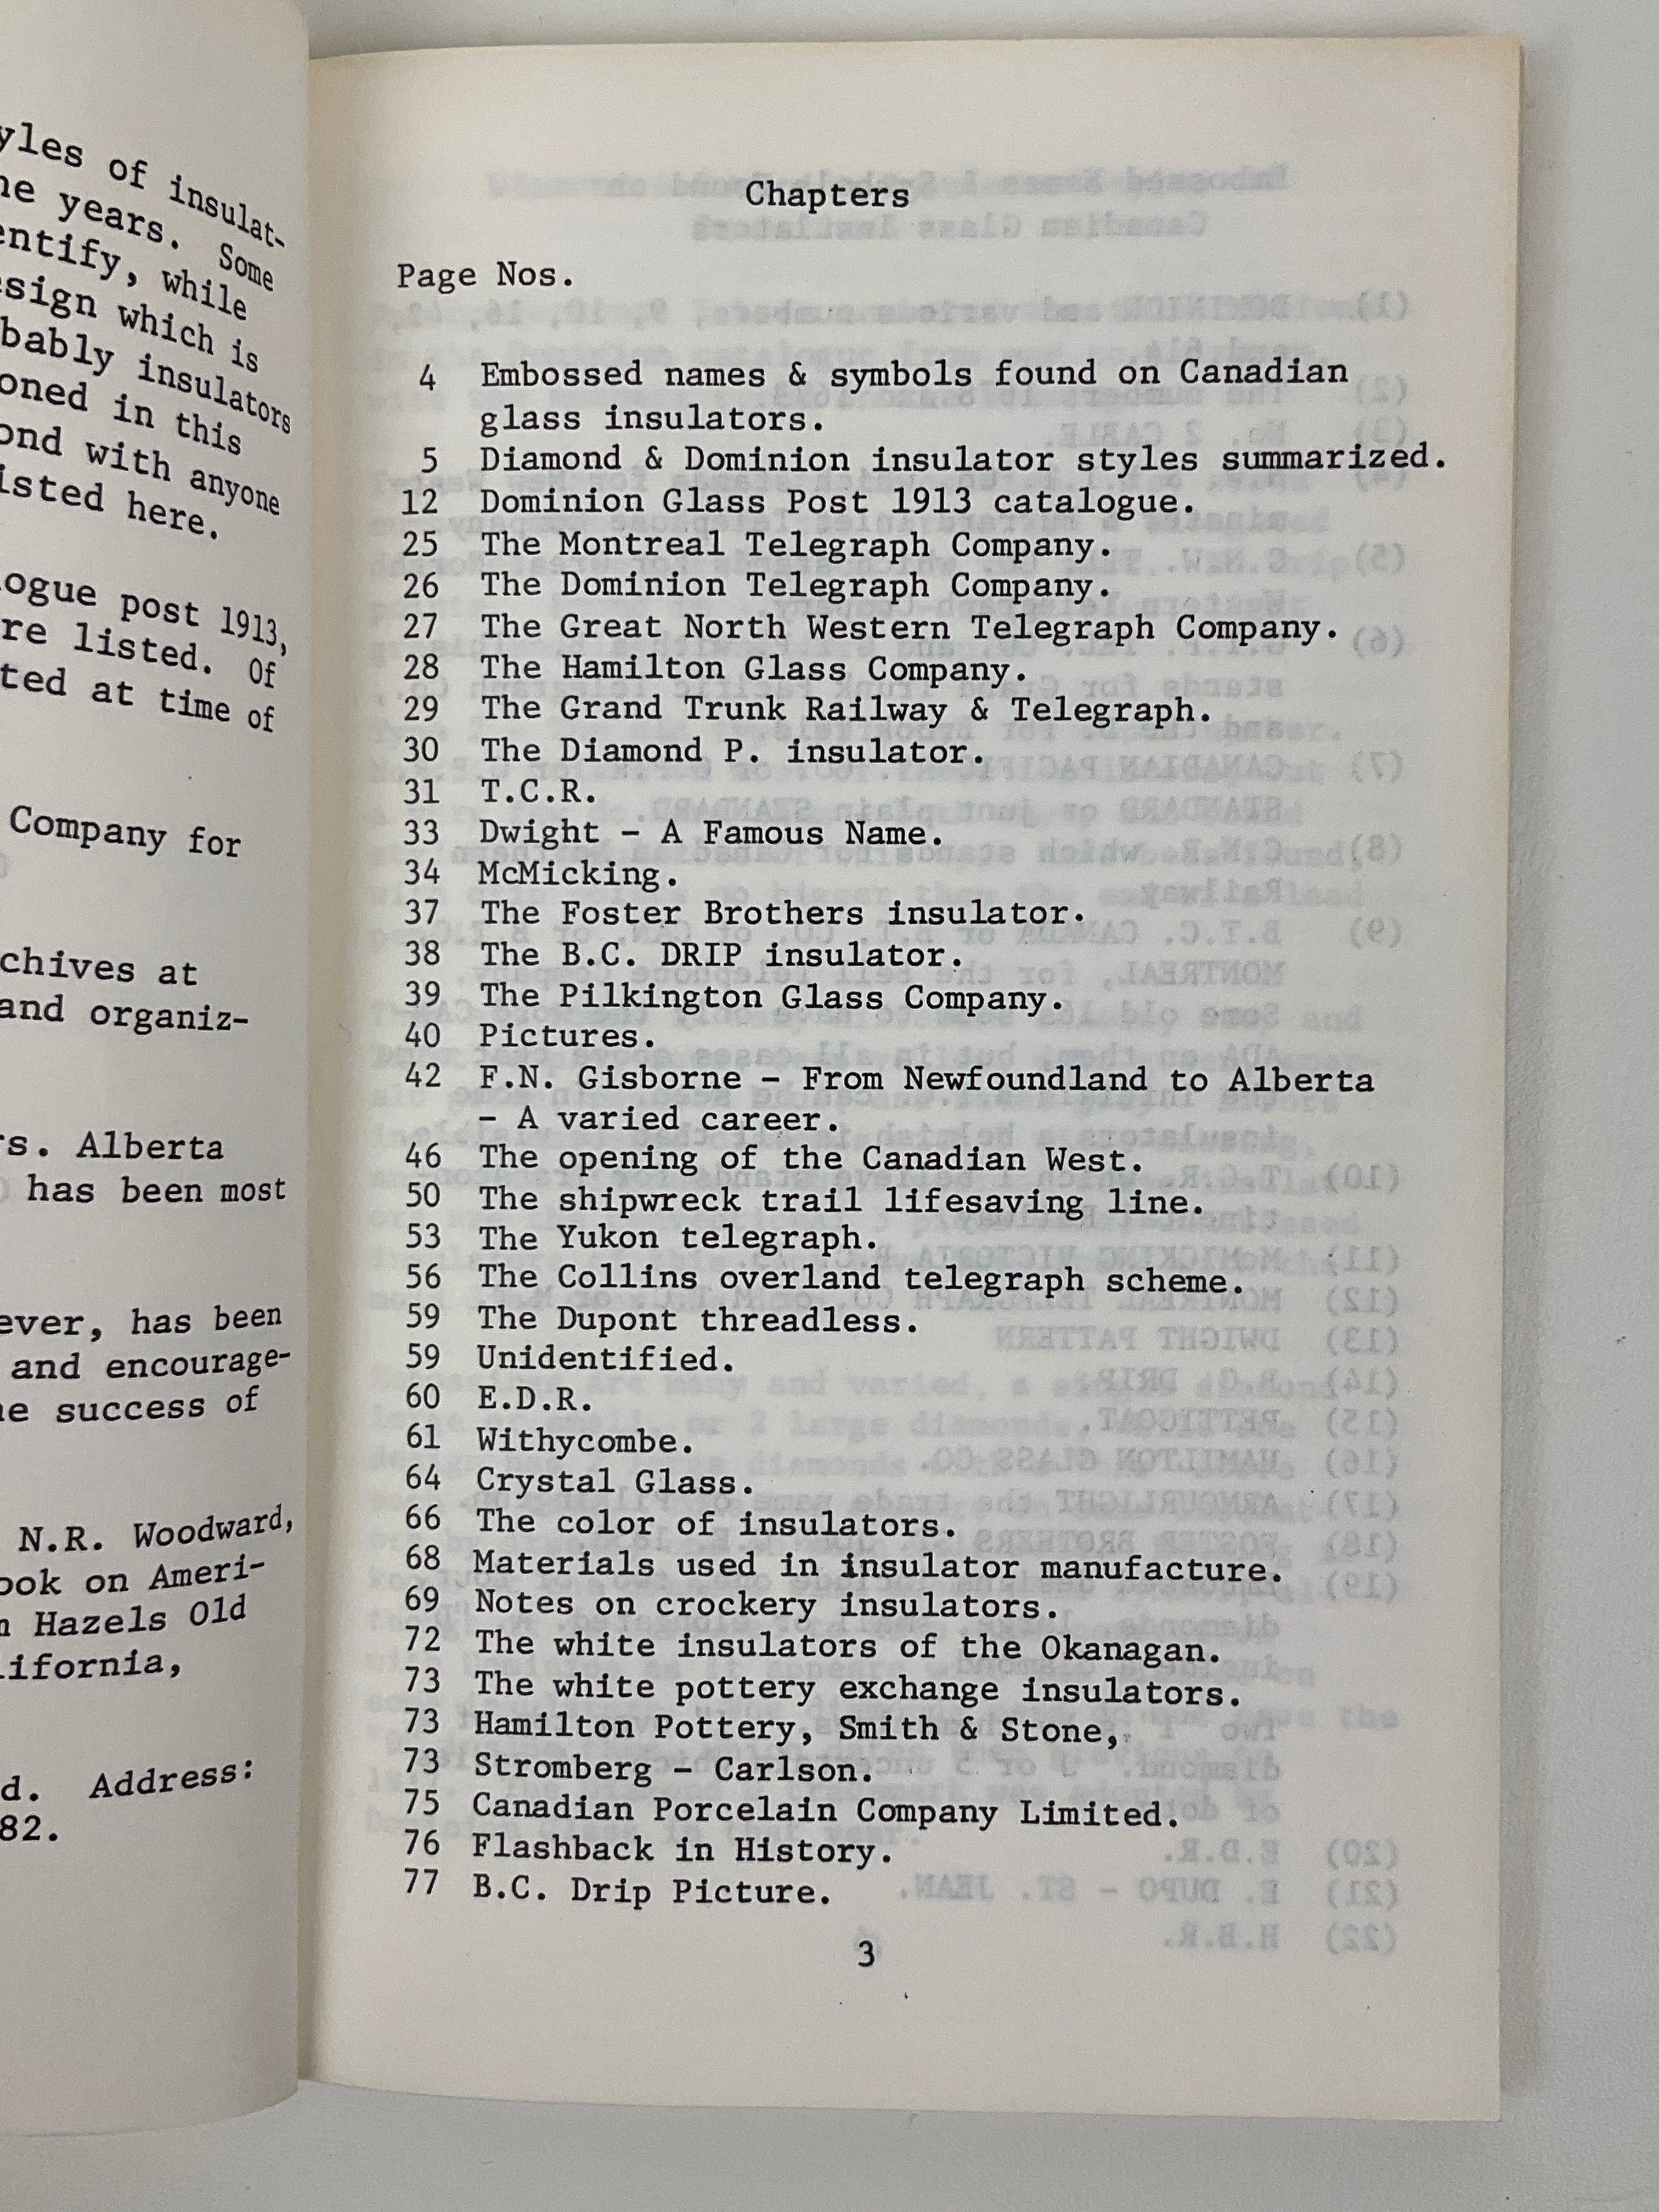 yles of insulat-
he years. Some
entify, while
esign which is
bably insulators
oned in this
ond with anyone
isted here.
logue post 1913,
re listed. Of
ted at time of
Company for
chives at
and organiz-
rs. Alberta
has been most
ever, has been
and encourage-
he success of
N.R. Woodward,
ook on Ameri-
n Hazels Old
lifornia,
d. Address:
82.
Chapters
Page Nos.
4 Embossed names & symbols found on Canadian
glass insulators.
5 Diamond & Dominion insulator styles summarized.
12 Dominion Glass Post 1913 catalogue.
25 The Montreal Telegraph Company.
26 The Dominion Telegraph Company.
27 The Great North Western Telegraph Company.
28 The Hamilton Glass Company.
29 The Grand Trunk Railway & Telegraph.
30 The Diamond P. insulator.
31 T.C.R.
33 Dwight - A Famous Name.
34 McMicking.
37 The Foster Brothers insulator.
38 The B.C. DRIP insulator.
39 The Pilkington Glass Company.
40 Pictures.
42 F.N. Gisborne - From Newfoundland to Alberta
- A varied career.
46 The opening of the Canadian West.
50 The shipwreck trail lifesaving line.
53 The Yukon telegraph.
56 The Collins overland telegraph scheme.
59 The Dupont threadless.
59 Unidentified.
60 E.D.R.
61 Withycombe.
64 Crystal Glass.
66 The color of insulators.
68 Materials used in insulator manufacture.
69 Notes on crockery insulators.
72 The white insulators of the Okanagan.
73 The white pottery exchange insulators.
73 Hamilton Pottery, Smith & Stone,
73 Stromberg - Carlson.
75 Canadian Porcelain Company Limited.
76 Flashback in History.
77 B.C. Drip Picture.
3